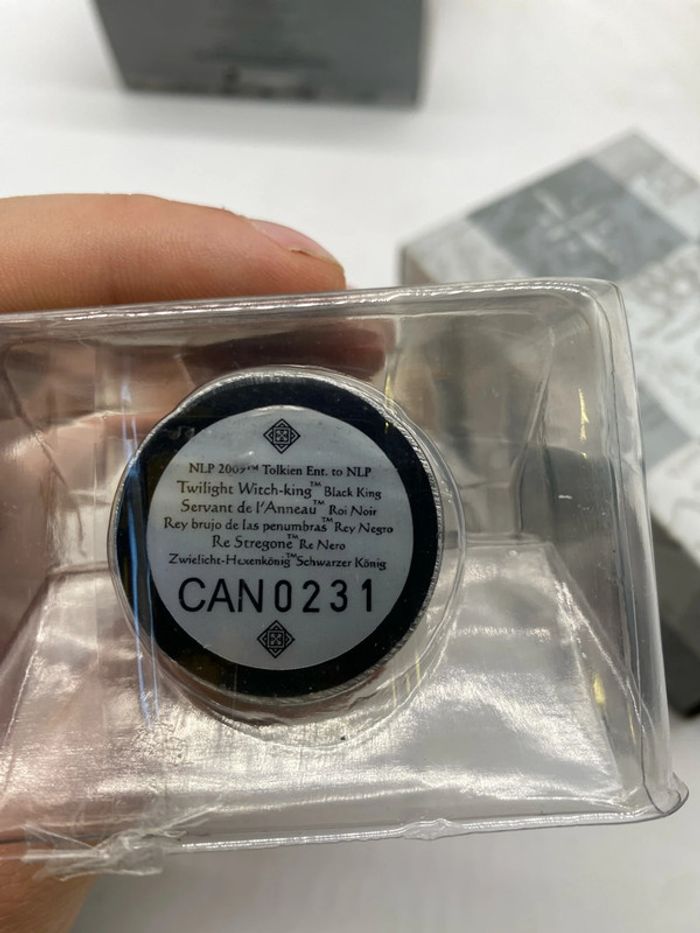 NLP 2009™ Tolkien Ent. to NLP
Twilight Witch-king™ Black King
Servant de l'Anneau™ Roi Noir
Rey brujo de las penumbras™ Rey Negro
Re Stregone™ Re Nero
Zwielicht-Hexenkönig™ Schwarzer König
CAN0231